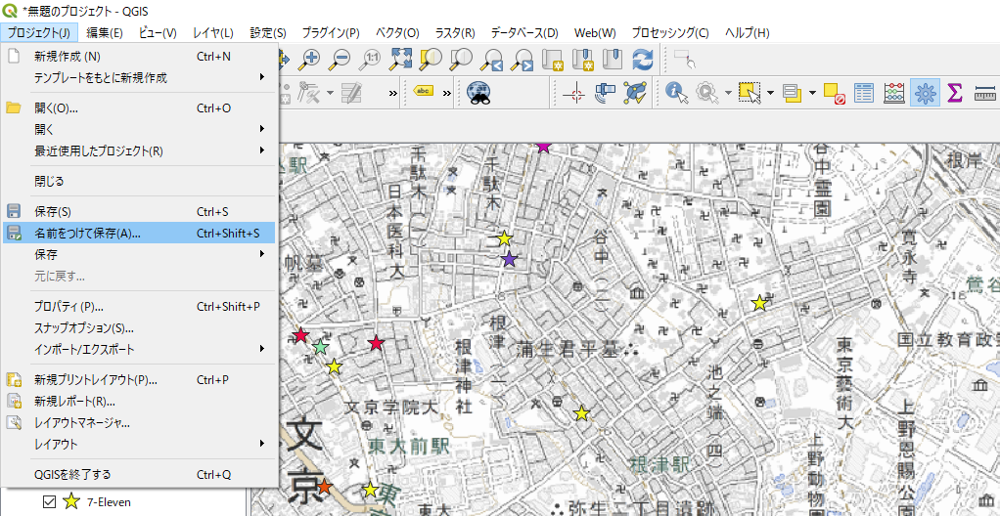 *無題のプロジェクト - QGIS
プロジェクト(J) 編集(E) ビュー(V) レイヤ(L) 設定(S) プラグイン(P) ベクタ(O) ラスタ(R) データベース(D) Web(W) プロセッシング(C) ヘルプ(H)
新規作成 (N) Ctrl+N
テンプレートをもとに新規作成
開く(O)... Ctrl+O
開く
最近使用したプロジェクト(R)
閉じる
保存(S) Ctrl+S
名前をつけて保存(A)... Ctrl+Shift+S
保存
元に戻す...
プロパティ(P)... Ctrl+Shift+P
スナップオプション(S)...
インポート/エクスポート
新規プリントレイアウト(P)... Ctrl+P
新規レポート(R)...
レイアウトマネージャ...
レイアウト
QGISを終了する Ctrl+Q
7-Eleven
1:1
abc
千駄木二
千駄木一
日本医科大
谷中二
谷中霊園
根岸
寛永寺
鶯谷
帆墓
根津一
根津神社
蒲生君平墓
国立教育政
東京藝術大
池之端四
文京学院大
東大前駅
文京
根津駅
上野動物
上野恩賜公
弥生二丁目遺跡
東